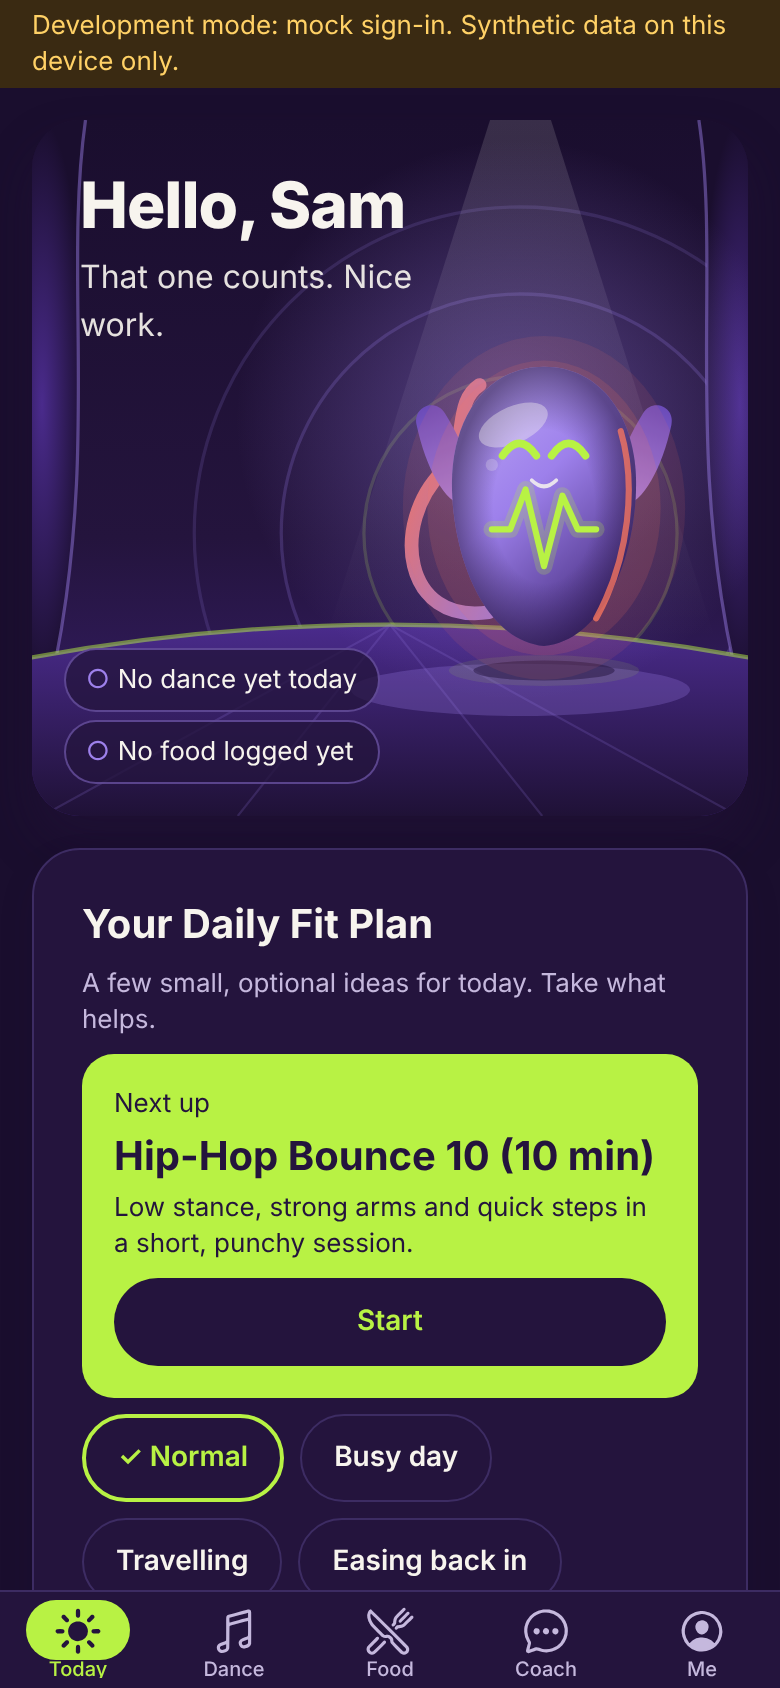 Development mode: mock sign-in. Synthetic data on this
device only.
Hello, Sam
That one counts. Nice
work.
No dance yet today
No food logged yet
Your Daily Fit Plan
A few small, optional ideas for today. Take what
helps.
Next up
Hip-Hop Bounce 10 (10 min)
Low stance, strong arms and quick steps in
a short, punchy session.
Start
✓ Normal
Busy day
Travelling
Easing back in
Today
Dance
Food
Coach
Me